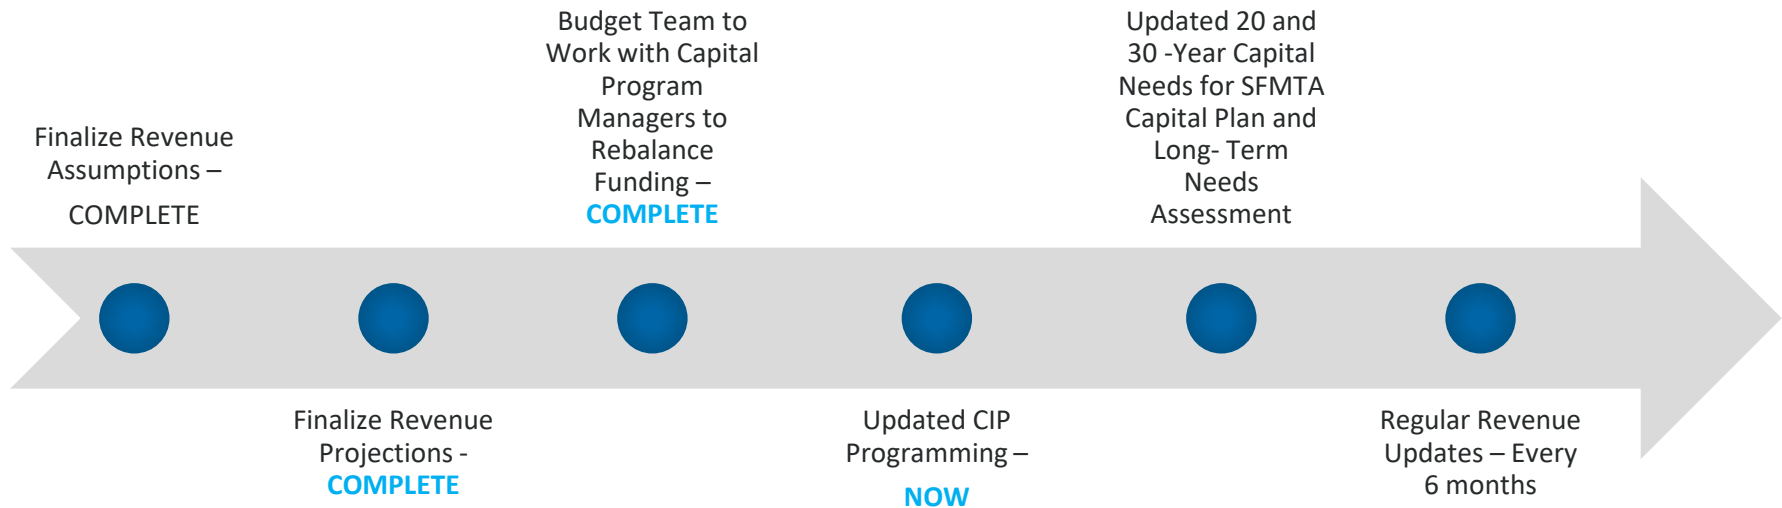 Finalize Revenue
Assumptions –
COMPLETE
Finalize Revenue
Projections -
COMPLETE
Budget Team to
Work with Capital
Program
Managers to
Rebalance
Funding –
COMPLETE
Updated CIP
Programming –
NOW
Updated 20 and
30 -Year Capital
Needs for SFMTA
Capital Plan and
Long- Term
Needs
Assessment
Regular Revenue
Updates – Every
6 months